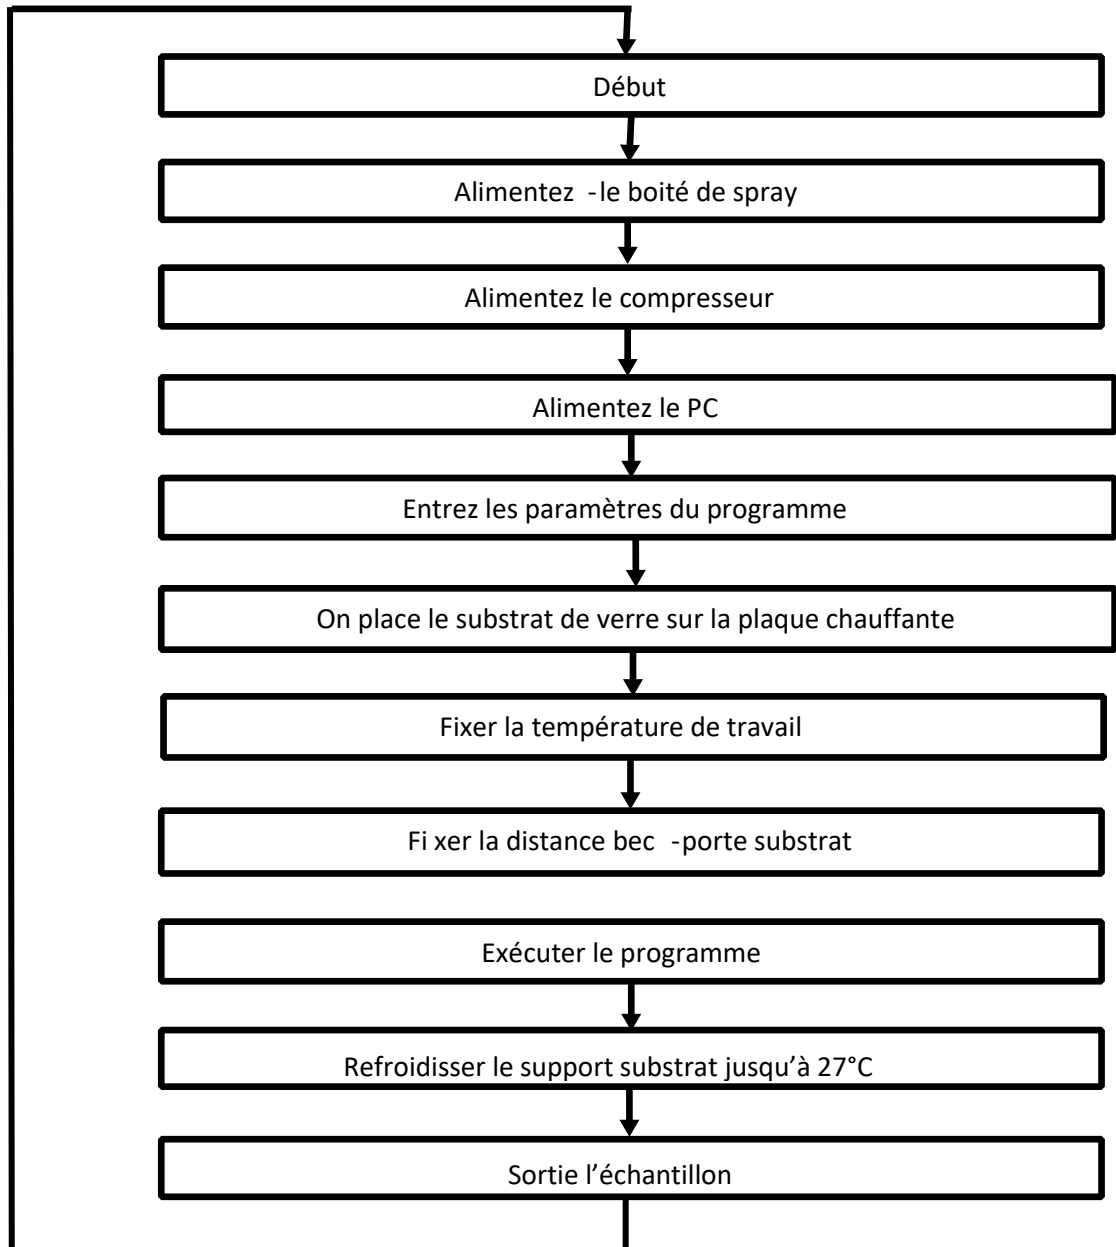 Début
Alimentez -le boité de spray
Alimentez le compresseur
Alimentez le PC
Entrez les paramètres du programme
On place le substrat de verre sur la plaque chauffante
Fixer la température de travail
Fi xer la distance bec -porte substrat
Exécuter le programme
Refroidisser le support substrat jusqu’à 27°C
Sortie l’échantillon